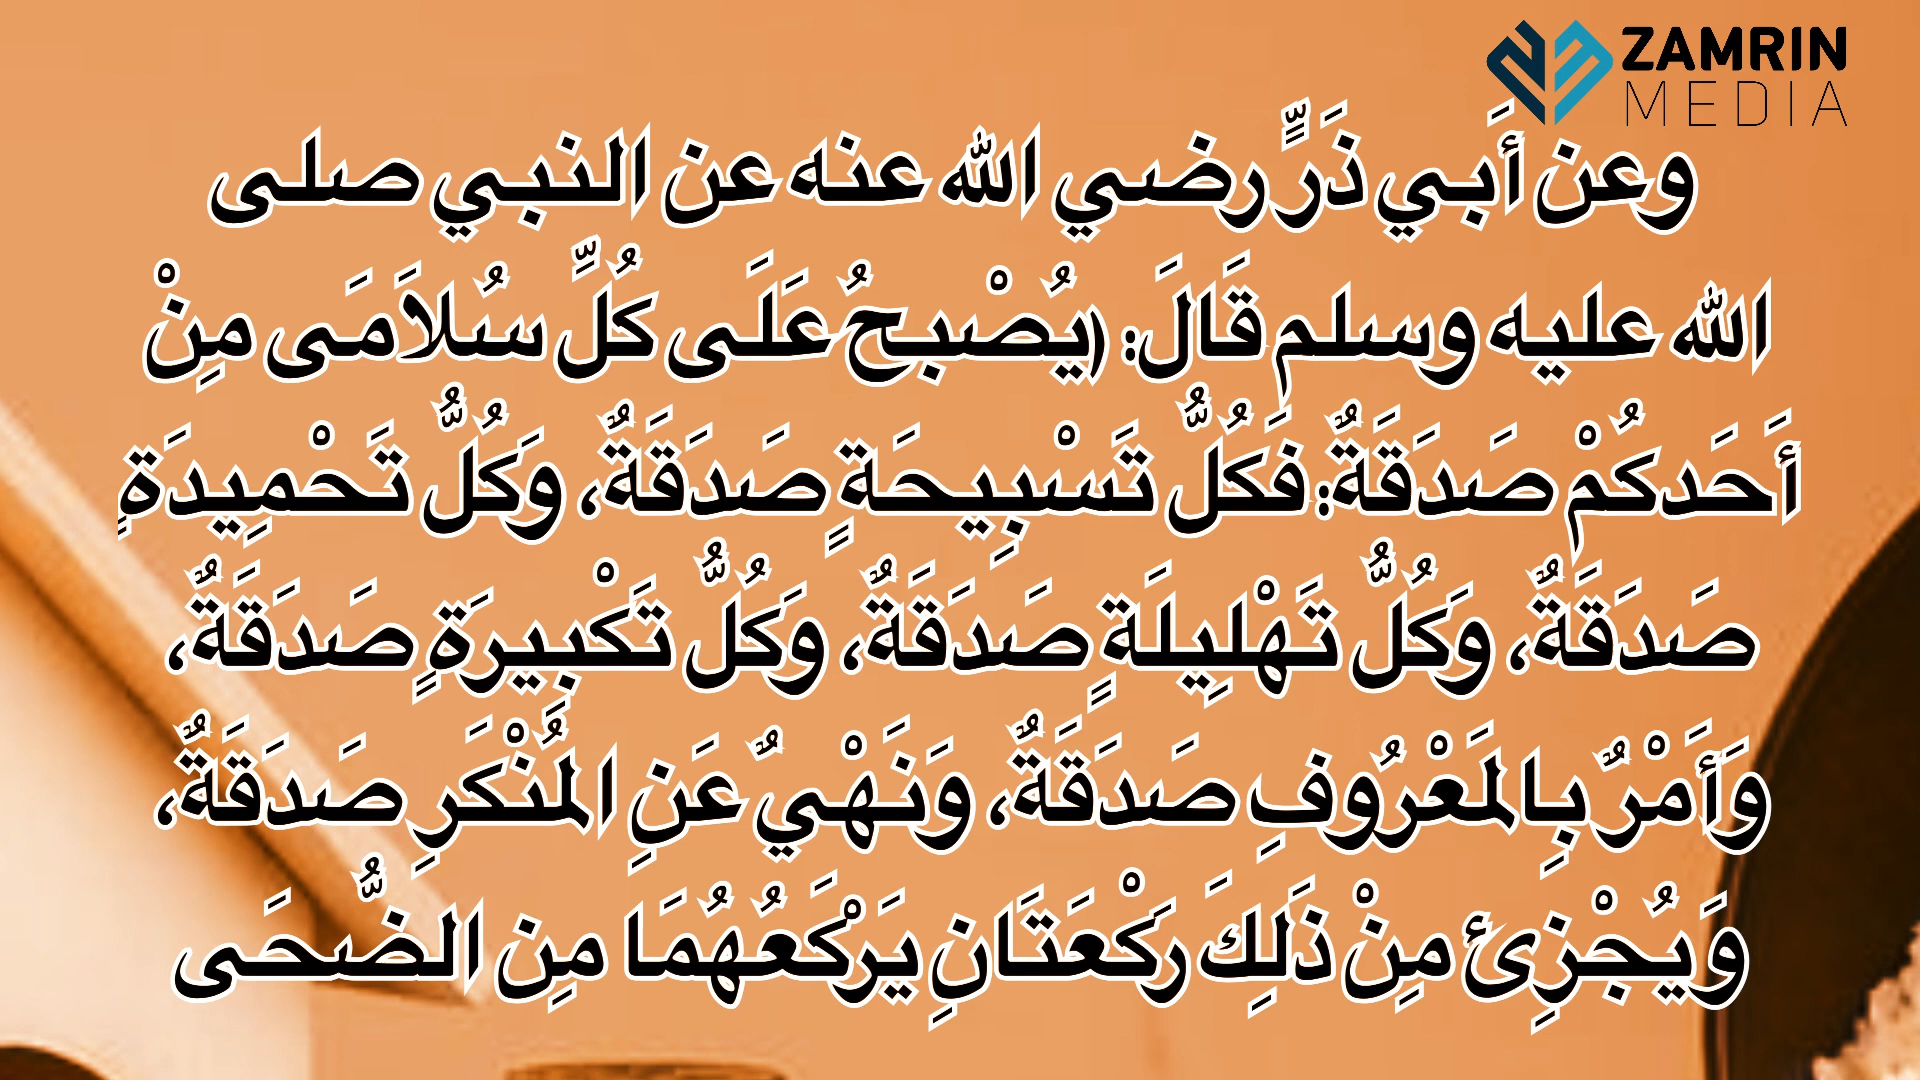 ZAMRIN
MEDIA
وعن أَبي ذَرٍّ رضي الله عنه عن النبي صلى
الله عليه وسلم قَالَ: (يُصْبحُ عَلَى كُلِّ سُلاَمَى مِنْ
أَحَدكُمْ صَدَقَةٌ: فَكُلُّ تَسْبِيحَةٍ صَدَقَةٌ، وَكُلُّ تَحْمِيدَةٍ
صَدَقَةٌ، وَكُلُّ تَهْلِيلَةٍ صَدَقَةٌ، وَكُلُّ تَكْبِيرَةٍ صَدَقَةٌ،
وَأَمْرٌ بِالمَعْرُوفِ صَدَقَةٌ، وَنَهْيٌ عَنِ المُنْكَرِ صَدَقَةٌ،
وَيُجْزِئ مِنْ ذَلِكَ رَكْعَتَانِ يَرْكَعُهُمَا مِن الضُّحَى